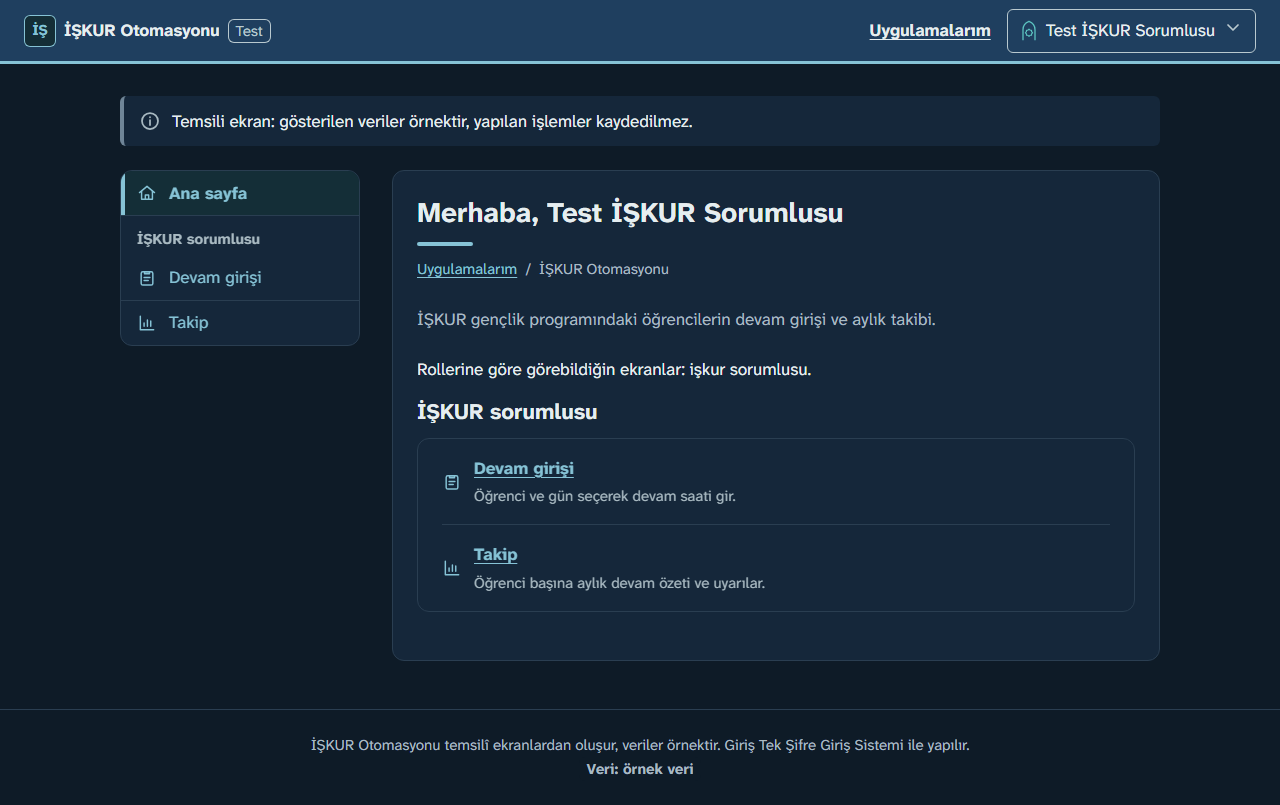 İŞ İŞKUR Otomasyonu Test
Uygulamalarım
Test İŞKUR Sorumlusu
Temsili ekran: gösterilen veriler örnektir, yapılan işlemler kaydedilmez.
Ana sayfa
İŞKUR sorumlusu
Devam girişi
Takip
Merhaba, Test İŞKUR Sorumlusu
Uygulamalarım / İŞKUR Otomasyonu
İŞKUR gençlik programındaki öğrencilerin devam girişi ve aylık takibi.
Rollerine göre görebildiğin ekranlar: işkur sorumlusu.
İŞKUR sorumlusu
Devam girişi
Öğrenci ve gün seçerek devam saati gir.
Takip
Öğrenci başına aylık devam özeti ve uyarılar.
İŞKUR Otomasyonu temsilî ekranlardan oluşur, veriler örnektir. Giriş Tek Şifre Giriş Sistemi ile yapılır.
Veri: örnek veri